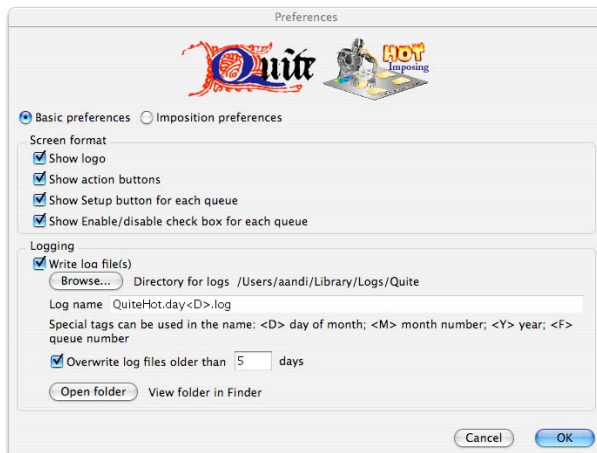 Preferences
Quite
HOT
Imposing
Basic preferences Imposition preferences
Screen format
Show logo
Show action buttons
Show Setup button for each queue
Show Enable/disable check box for each queue
Logging
Write log file(s)
Browse... Directory for logs /Users/aandi/Library/Logs/Quite
Log name QuiteHot.day<D>.log
Special tags can be used in the name: <D> day of month; <M> month number; <Y> year; <F>
queue number
Overwrite log files older than 5 days
Open folder View folder in Finder
Cancel OK